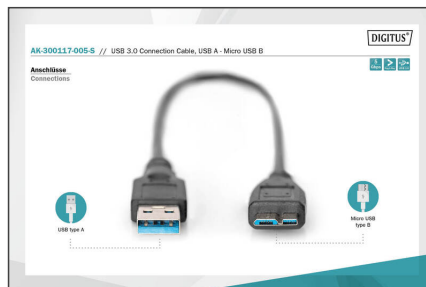 DIGITUS®
AK-300117-005-S // USB 3.0 Connection Cable, USB A - Micro USB B
Anschlüsse
Connections
USB type A
Micro USB
type B